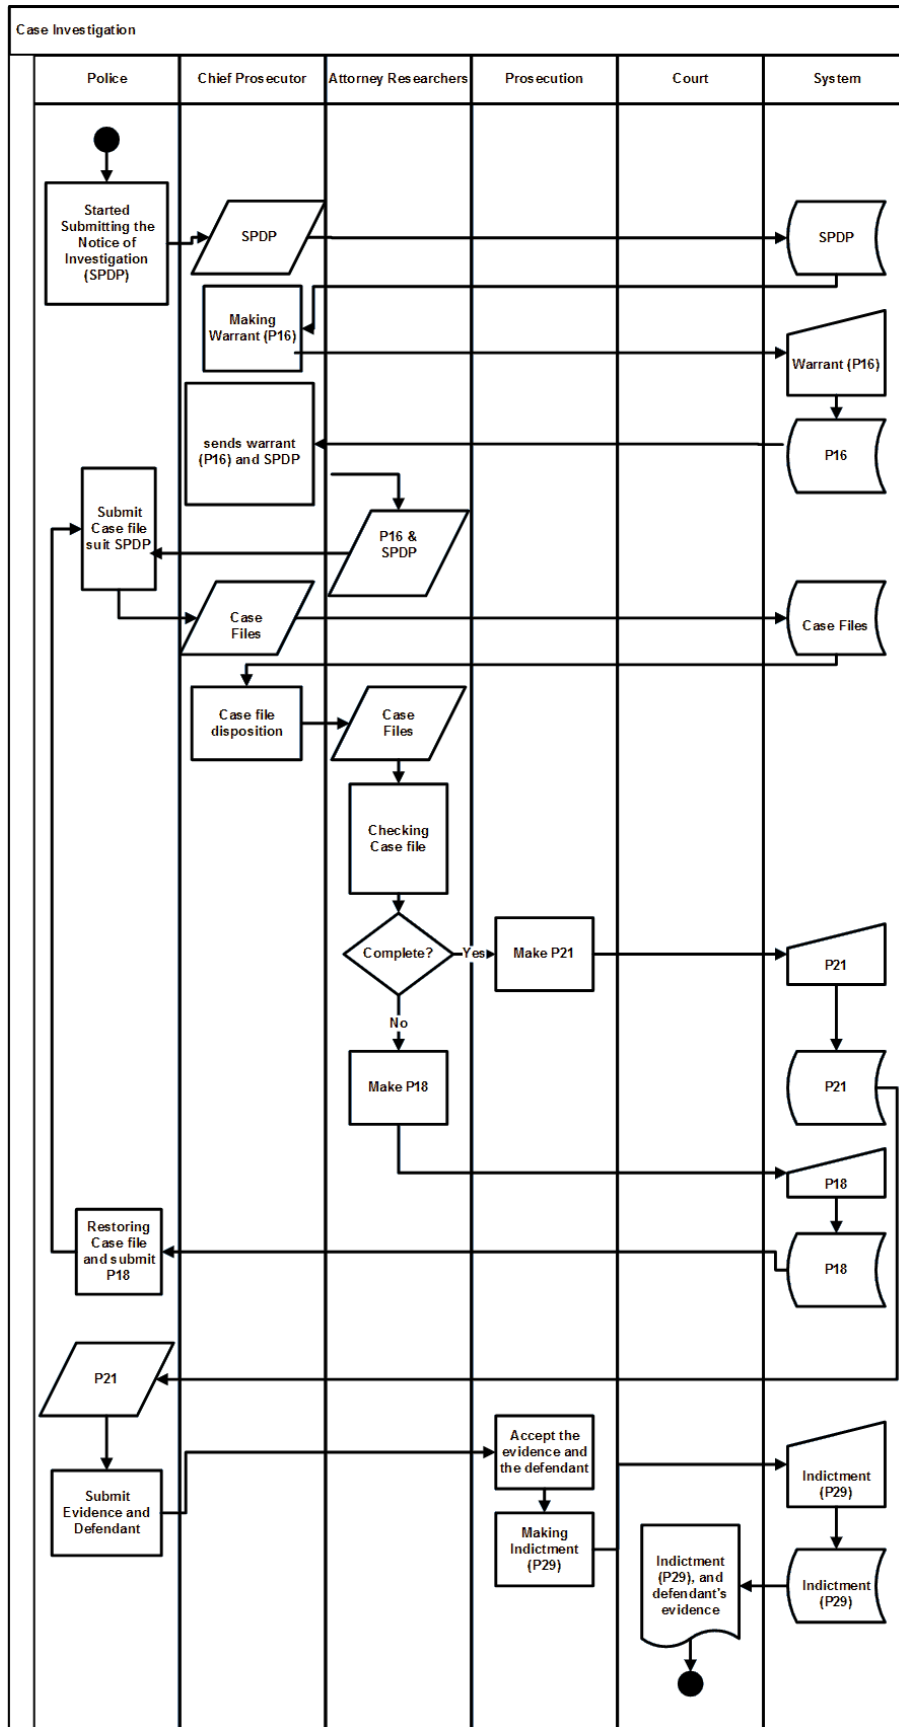 Case Investigation
Police
Chief Prosecutor
Attorney Researchers
Prosecution
Court
System
Started
Submitting the
Notice of
Investigation
(SPDP)
SPDP
SPDP
Making
Warrant (P16)
Warrant (P16)
sends warrant
(P16) and SPDP
P16
Submit
Case file
suit SPDP
P16 &
SPDP
Case
Files
Case Files
Case file
disposition
Case
Files
Checking
Case file
Complete?
Yes
Make P21
P21
No
Make P18
P21
P18
Restoring
Case file
and submit
P18
P18
P21
Accept the
evidence and
the defendant
Indictment
(P29)
Submit
Evidence and
Defendant
Making
Indictment
(P29)
Indictment
(P29), and
defendant's
evidence
Indictment
(P29)